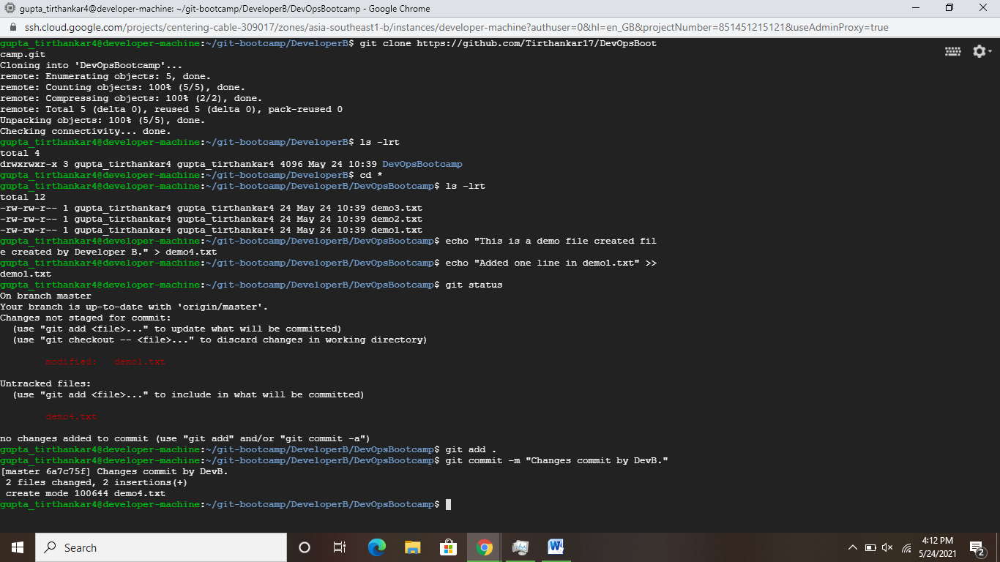 gupta_tirthankar4@developer-machine: ~/git-bootcamp/DeveloperB/DevOpsBootcamp - Google Chrome
ssh.cloud.google.com/projects/centering-cable-309017/zones/asia-southeast1-b/instances/developer-machine?authuser=0&hl=en_GB&projectNumber=851451215121&useAdminProxy=true
gupta_tirthankar4@developer-machine:~/git-bootcamp/DeveloperB$ git clone https://github.com/Tirthankar17/DevOpsBoot
camp.git
Cloning into 'DevOpsBootcamp'...
remote: Enumerating objects: 5, done.
remote: Counting objects: 100% (5/5), done.
remote: Compressing objects: 100% (2/2), done.
remote: Total 5 (delta 0), reused 5 (delta 0), pack-reused 0
Unpacking objects: 100% (5/5), done.
Checking connectivity... done.
gupta_tirthankar4@developer-machine:~/git-bootcamp/DeveloperB$ ls -lrt
total 4
drwxrwxr-x 3 gupta_tirthankar4 gupta_tirthankar4 4096 May 24 10:39 DevOpsBootcamp
gupta_tirthankar4@developer-machine:~/git-bootcamp/DeveloperB$ cd *
gupta_tirthankar4@developer-machine:~/git-bootcamp/DeveloperB/DevOpsBootcamp$ ls -lrt
total 12
-rw-rw-r-- 1 gupta_tirthankar4 gupta_tirthankar4 24 May 24 10:39 demo3.txt
-rw-rw-r-- 1 gupta_tirthankar4 gupta_tirthankar4 24 May 24 10:39 demo2.txt
-rw-rw-r-- 1 gupta_tirthankar4 gupta_tirthankar4 24 May 24 10:39 demo1.txt
gupta_tirthankar4@developer-machine:~/git-bootcamp/DeveloperB/DevOpsBootcamp$ echo "This is a demo file created fil
e created by Developer B." > demo4.txt
gupta_tirthankar4@developer-machine:~/git-bootcamp/DeveloperB/DevOpsBootcamp$ echo "Added one line in demo1.txt" >>
demo1.txt
gupta_tirthankar4@developer-machine:~/git-bootcamp/DeveloperB/DevOpsBootcamp$ git status
On branch master
Your branch is up-to-date with 'origin/master'.
Changes not staged for commit:
  (use "git add <file>..." to update what will be committed)
  (use "git checkout -- <file>..." to discard changes in working directory)
modified:   demo1.txt
Untracked files:
  (use "git add <file>..." to include in what will be committed)
demo4.txt
no changes added to commit (use "git add" and/or "git commit -a")
gupta_tirthankar4@developer-machine:~/git-bootcamp/DeveloperB/DevOpsBootcamp$ git add .
gupta_tirthankar4@developer-machine:~/git-bootcamp/DeveloperB/DevOpsBootcamp$ git commit -m "Changes commit by DevB."
[master 6a7c75f] Changes commit by DevB.
 2 files changed, 2 insertions(+)
 create mode 100644 demo4.txt
gupta_tirthankar4@developer-machine:~/git-bootcamp/DeveloperB/DevOpsBootcamp$
Search
4:12 PM
5/24/2021
2